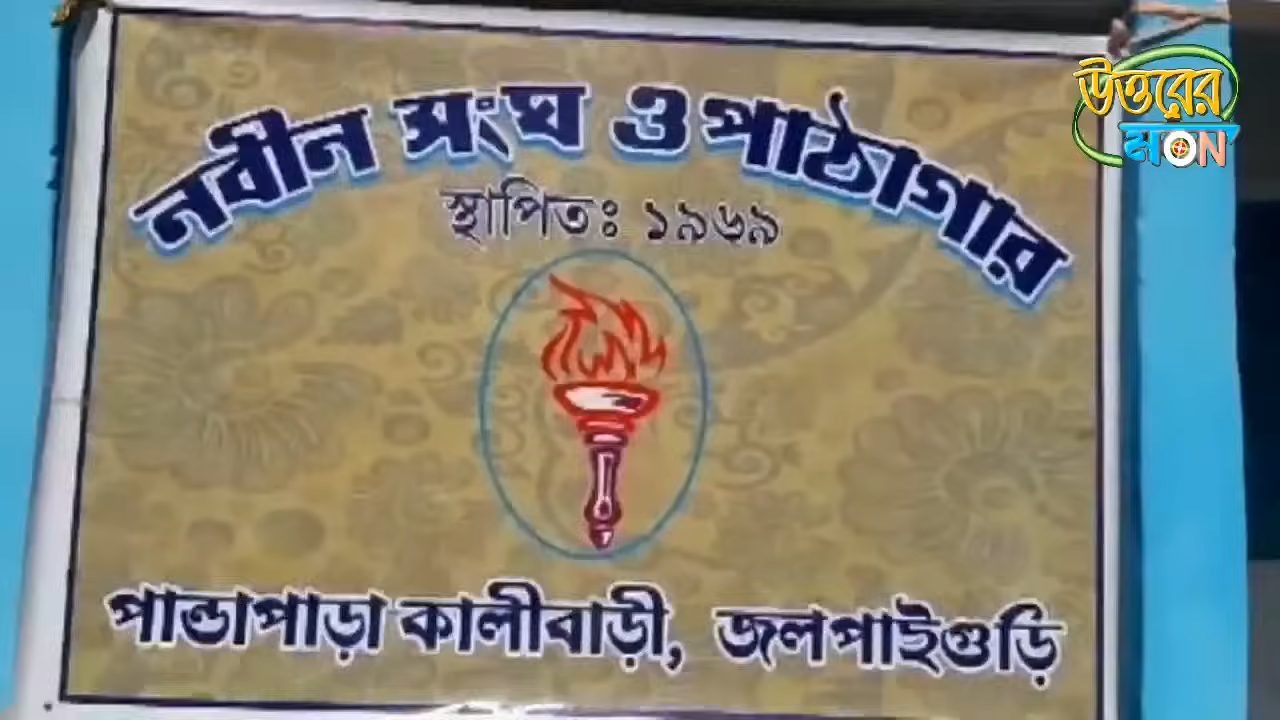 নবীন সংঘ ও পাঠাগার
স্থাপিতঃ ১৯৬৯
পান্ডাপাড়া কালীবাড়ী, জলপাইগুড়ি
উত্তরের
মন